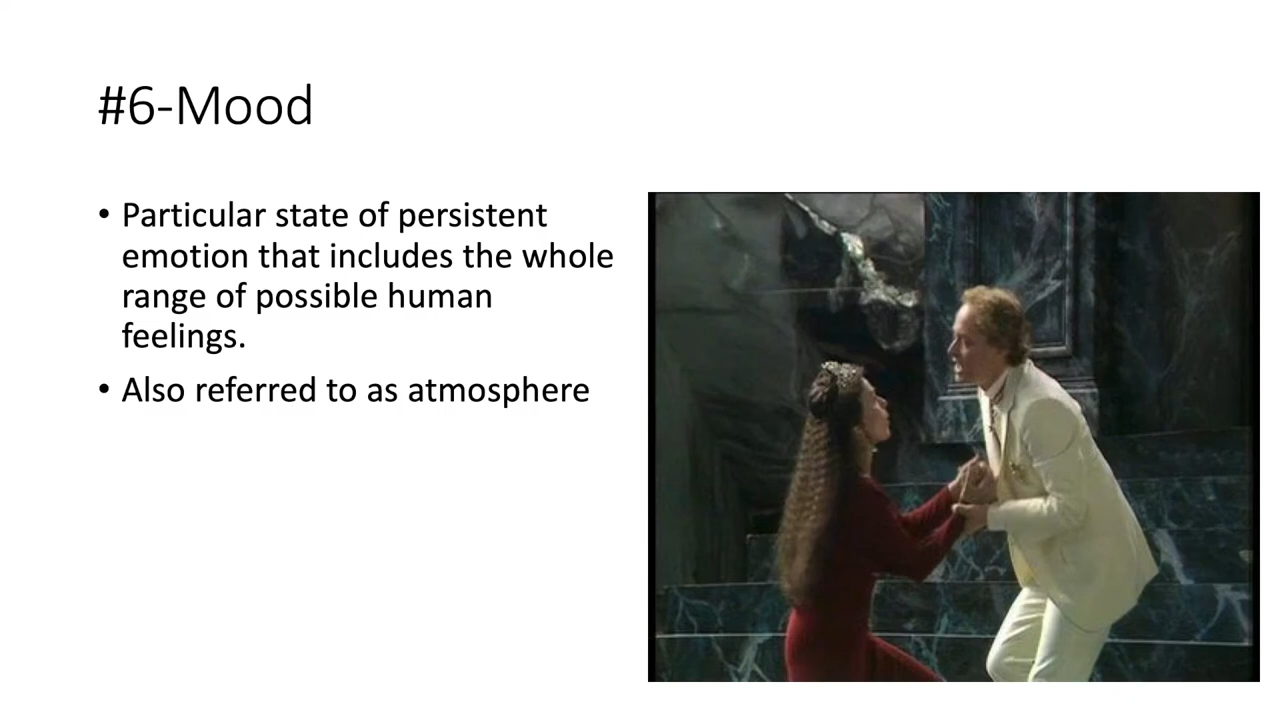 #6-Mood
• Particular state of persistent
emotion that includes the whole
range of possible human
feelings.
• Also referred to as atmosphere